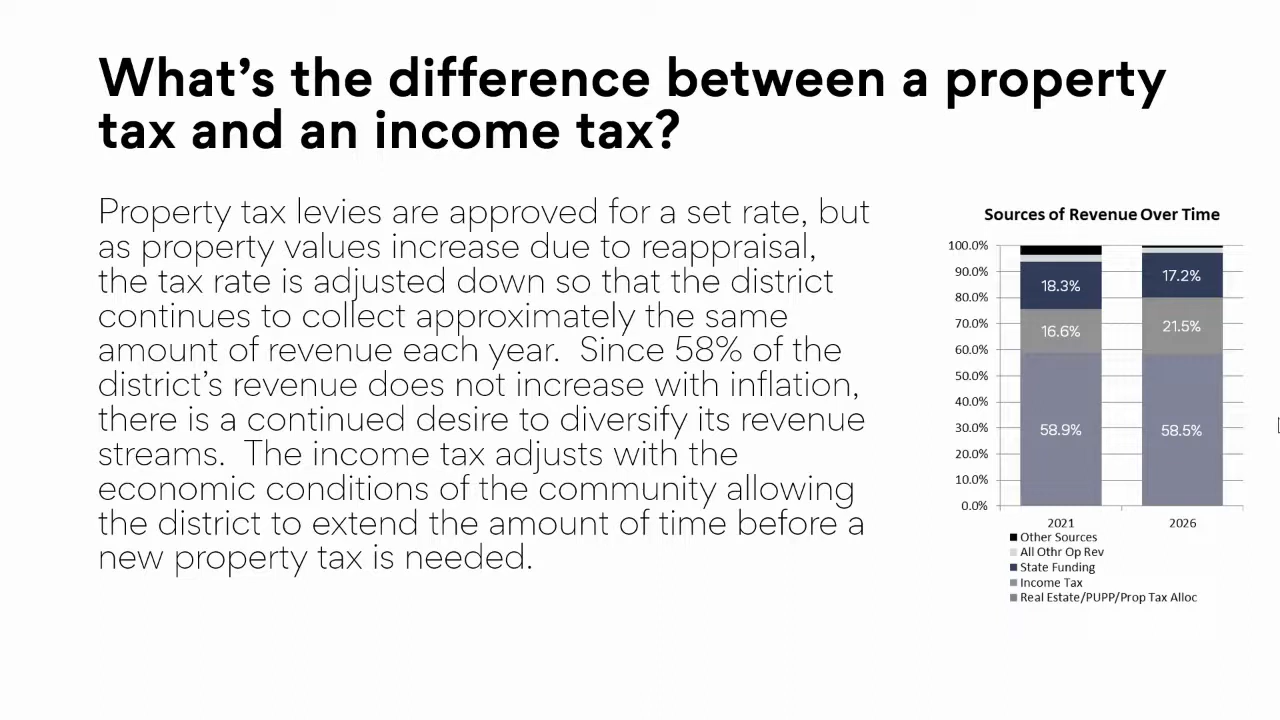 What's the difference between a property
tax and an income tax?
Property tax levies are approved for a set rate, but
as property values increase due to reappraisal,
the tax rate is adjusted down so that the district
continues to collect approximately the same
amount of revenue each year.  Since 58% of the
district's revenue does not increase with inflation,
there is a continued desire to diversify its revenue
streams.  The income tax adjusts with the
economic conditions of the community allowing
the district to extend the amount of time before a
new property tax is needed.
Sources of Revenue Over Time
100.0%
90.0%
80.0%
70.0%
60.0%
50.0%
40.0%
30.0%
20.0%
10.0%
0.0%
18.3%
16.6%
58.9%
17.2%
21.5%
58.5%
2021
2026
Other Sources
All Othr Op Rev
State Funding
Income Tax
Real Estate/PUPP/Prop Tax Alloc